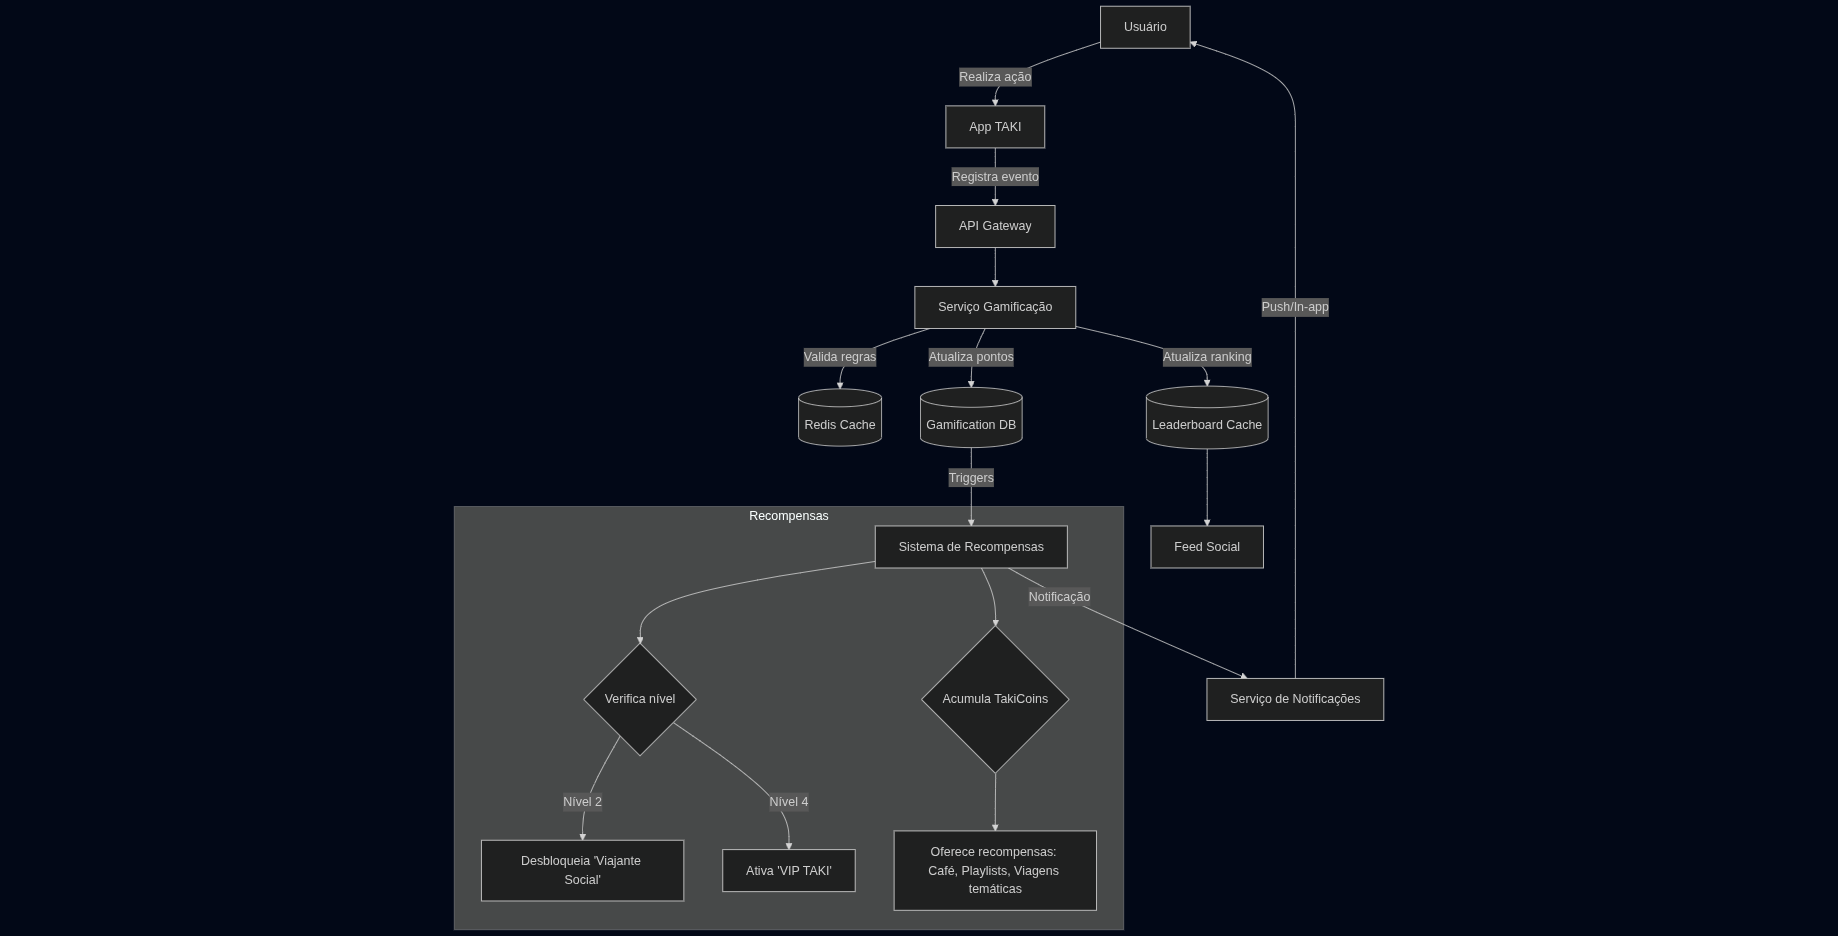 Usuário
Realiza ação
App TAKI
Registra evento
API Gateway
Serviço Gamificação
Push/In-app
Valida regras
Atualiza pontos
Atualiza ranking
Redis Cache
Gamification DB
Leaderboard Cache
Triggers
Recompensas
Sistema de Recompensas
Feed Social
Notificação
Verifica nível
Acumula TakiCoins
Serviço de Notificações
Nível 2
Nível 4
Desbloqueia 'Viajante
Social'
Ativa 'VIP TAKI'
Oferece recompensas:
Café, Playlists, Viagens
temáticas